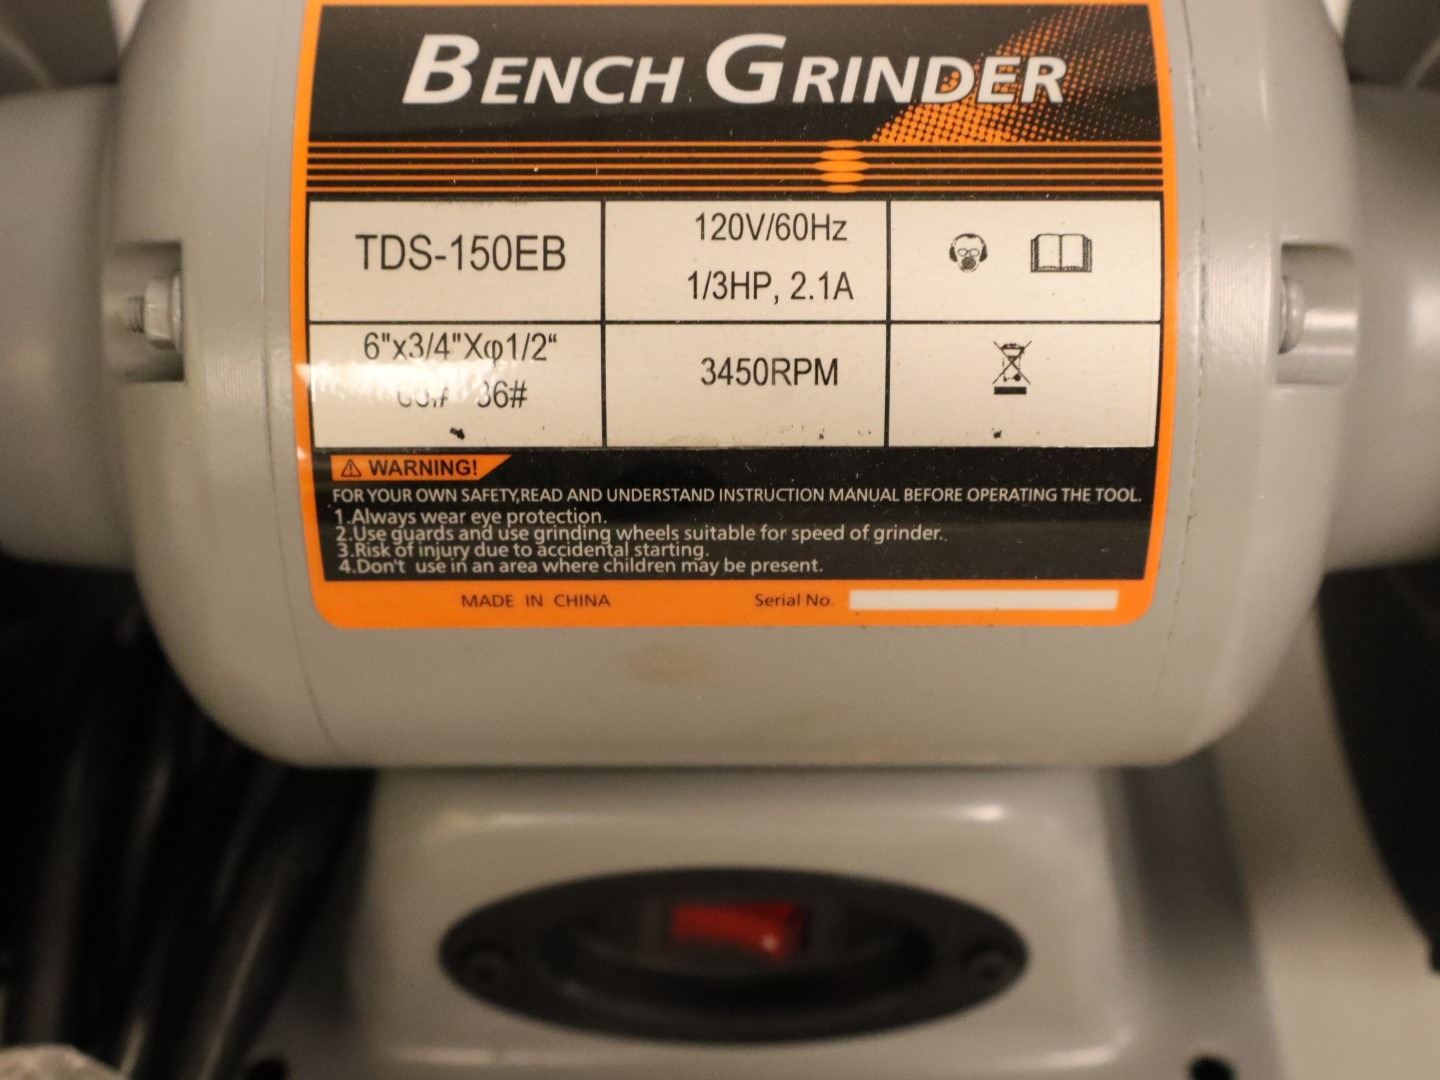 BENCH GRINDER
TDS-150EB
120V/60Hz
1/3HP, 2.1A
6"x3/4"Xφ1/2“
36#
3450RPM
WARNING!
FOR YOUR OWN SAFETY,READ AND UNDERSTAND INSTRUCTION MANUAL BEFORE OPERATING THE TOOL.
1.Always wear eye protection.
2.Use guards and use grinding wheels suitable for speed of grinder.
3.Risk of injury due to accidental starting.
4.Don't use in an area where children may be present.
MADE IN CHINA
Serial No.